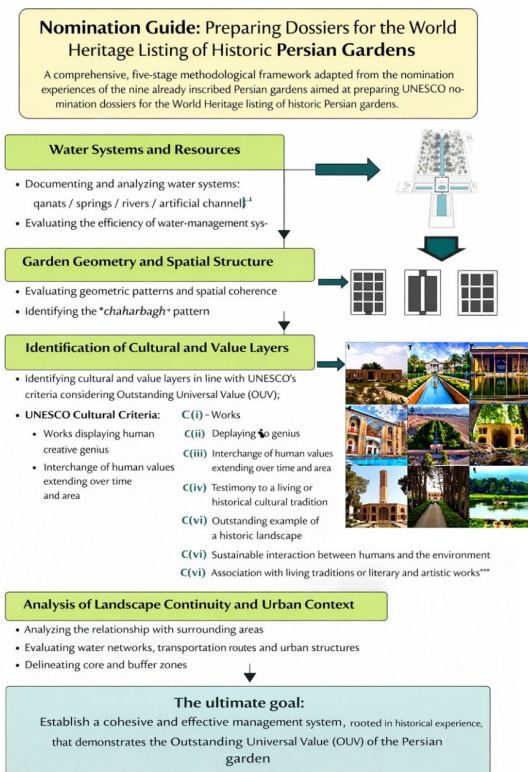 Nomination Guide: Preparing Dossiers for the World
Heritage Listing of Historic Persian Gardens
A comprehensive, five-stage methodological framework adapted from the nomination
experiences of the nine already inscribed Persian gardens aimed at preparing UNESCO no-
mination dossiers for the World Heritage listing of historic Persian gardens.
Water Systems and Resources
• Documenting and analyzing water systems:
qanats / springs / rivers / artificial channel
• Evaluating the efficiency of water-management sys-
Garden Geometry and Spatial Structure
• Evaluating geometric patterns and spatial coherence
• Identifying the "chaharbagh" pattern
Identification of Cultural and Value Layers
• Identifying cultural and value layers in line with UNESCO's
criteria considering Outstanding Universal Value (OUV);
• UNESCO Cultural Criteria:
• Works displaying human
creative genius
• Interchange of human values
extending over time
and area
C(i) - Works
C(ii) Deplaying to genius
C(iii) Interchange of human values
extending over time and area
C(iv) Testimony to a living or
historical cultural tradition
C(vi) Outstanding example of
a historic landscape
C(vi) Sustainable interaction between humans and the environment
C(vi) Association with living traditions or literary and artistic works***
Analysis of Landscape Continuity and Urban Context
• Analyzing the relationship with surrounding areas
• Evaluating water networks, transportation routes and urban structures
• Delineating core and buffer zones
The ultimate goal:
Establish a cohesive and effective management system, rooted in historical experience,
that demonstrates the Outstanding Universal Value (OUV) of the Persian
garden